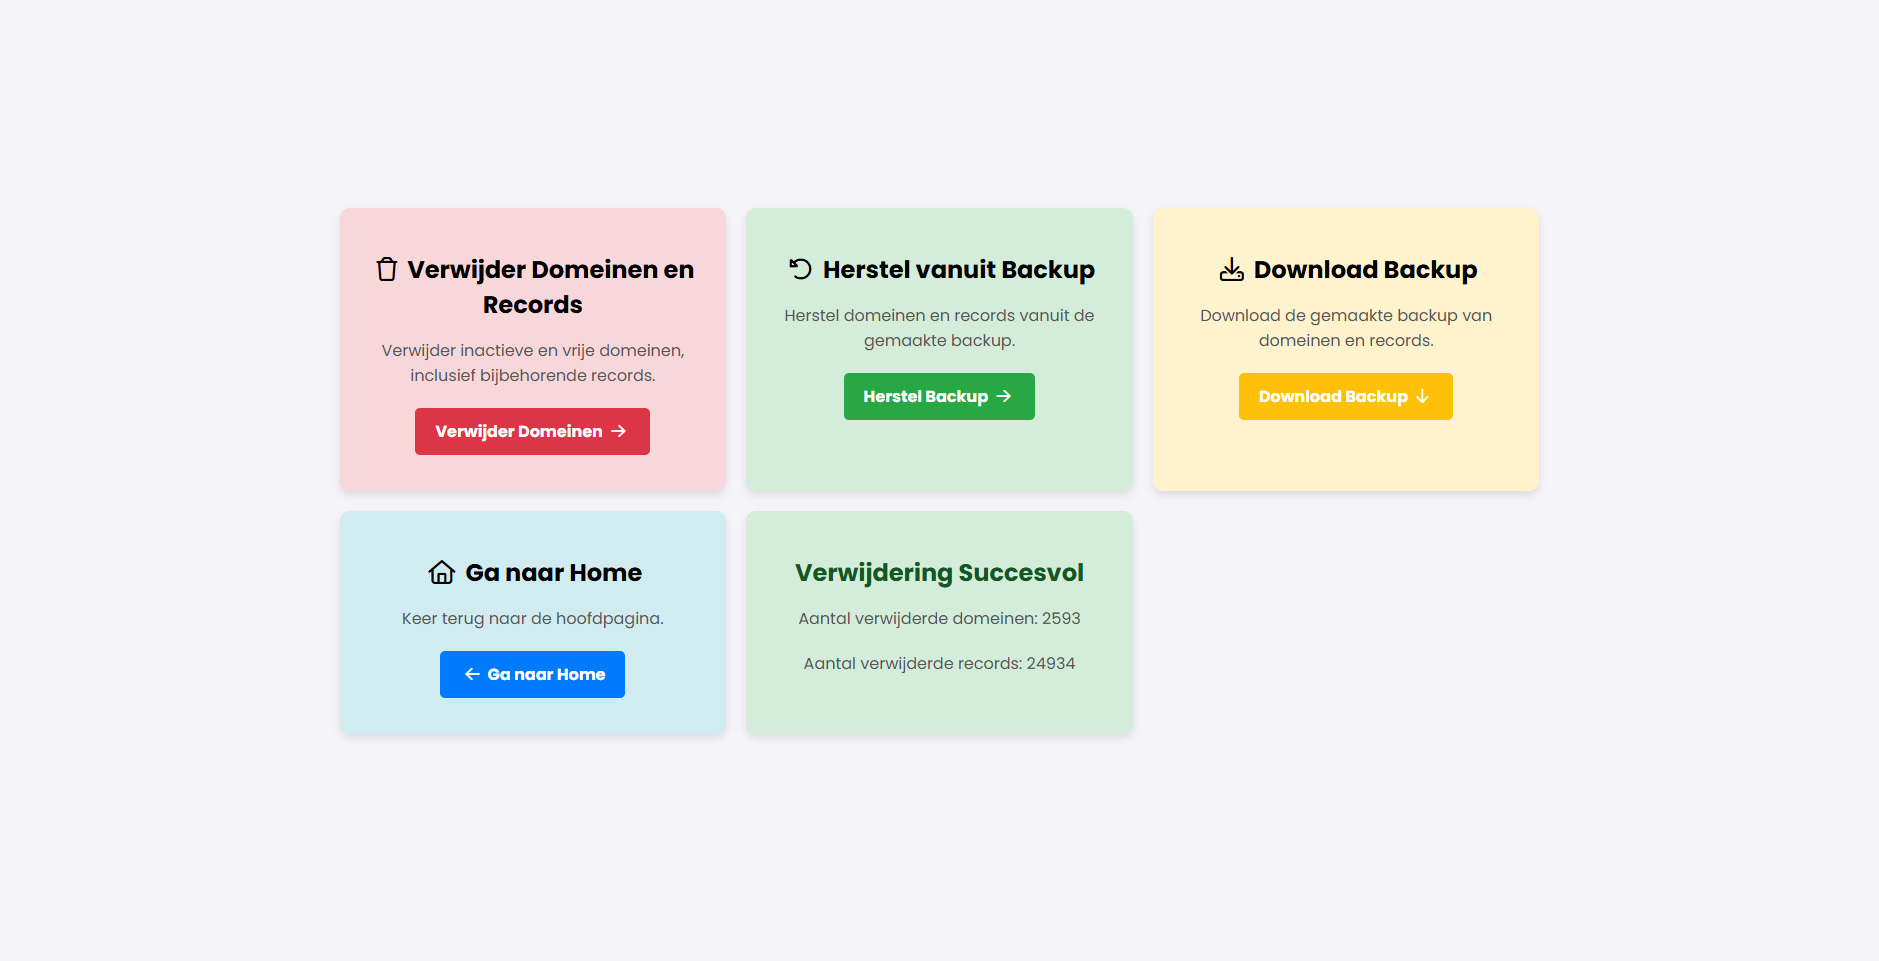 Verwijder Domeinen en
Records
Verwijder inactieve en vrije domeinen,
inclusief bijbehorende records.
Verwijder Domeinen
Herstel vanuit Backup
Herstel domeinen en records vanuit de
gemaakte backup.
Herstel Backup
Download Backup
Download de gemaakte backup van
domeinen en records.
Download Backup
Ga naar Home
Keer terug naar de hoofdpagina.
Ga naar Home
Verwijdering Succesvol
Aantal verwijderde domeinen: 2593
Aantal verwijderde records: 24934